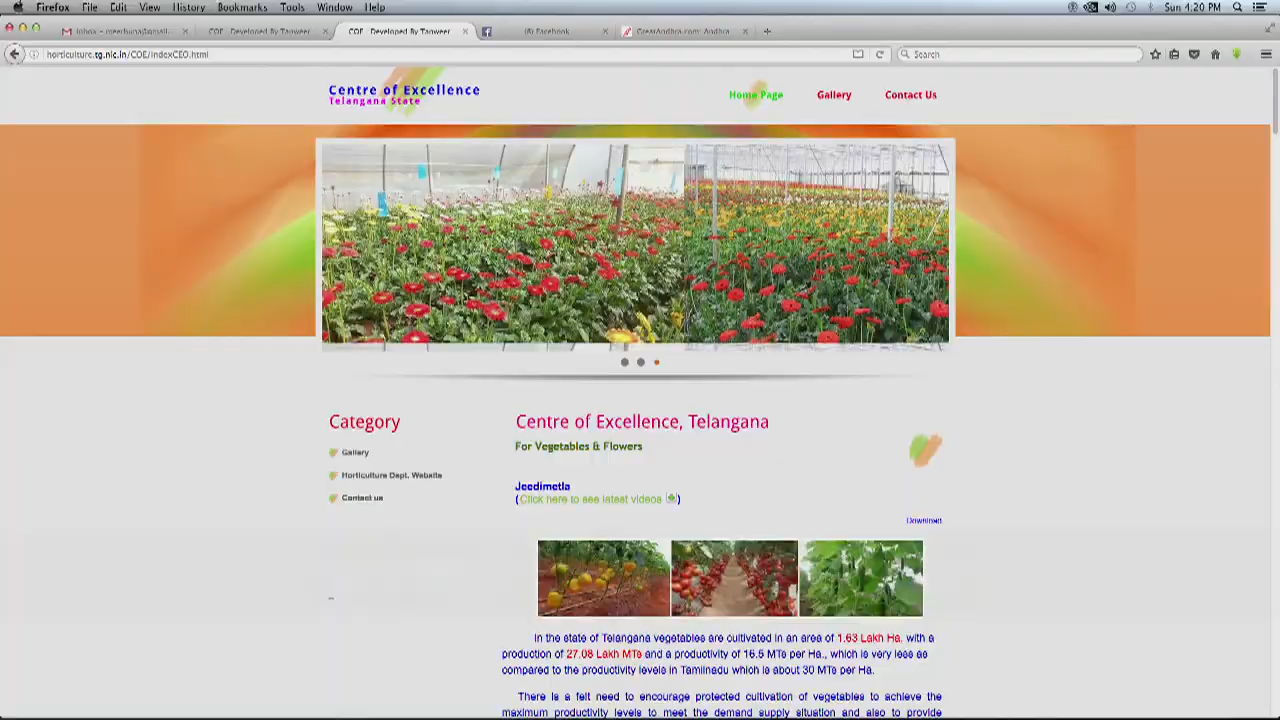 Firefox File Edit View History Bookmarks Tools Window Help Sun 4:20 PM
COE Developed By Tanweer COE Developed By Tanweer (8) Facebook GreatAndhra.com: Andhra
horticulture.tg.nic.in/COE/indexCEO.html Search
Centre of Excellence
Telangana State
Home Page Gallery Contact Us
Category
Gallery
Horticulture Dept. Website
Contact us
Centre of Excellence, Telangana
For Vegetables & Flowers
Jeedimetla
(Click here to see latest videos )
Download
In the state of Telangana vegetables are cultivated in an area of 1.63 Lakh Ha. with a
production of 27.08 Lakh MTs and a productivity of 16.5 MTs per Ha., which is very less as
compared to the productivity levels in Tamilnadu which is about 30 MTs per Ha.
There is a felt need to encourage protected cultivation of vegetables to achieve the
maximum productivity levels to meet the demand supply situation and also to provide